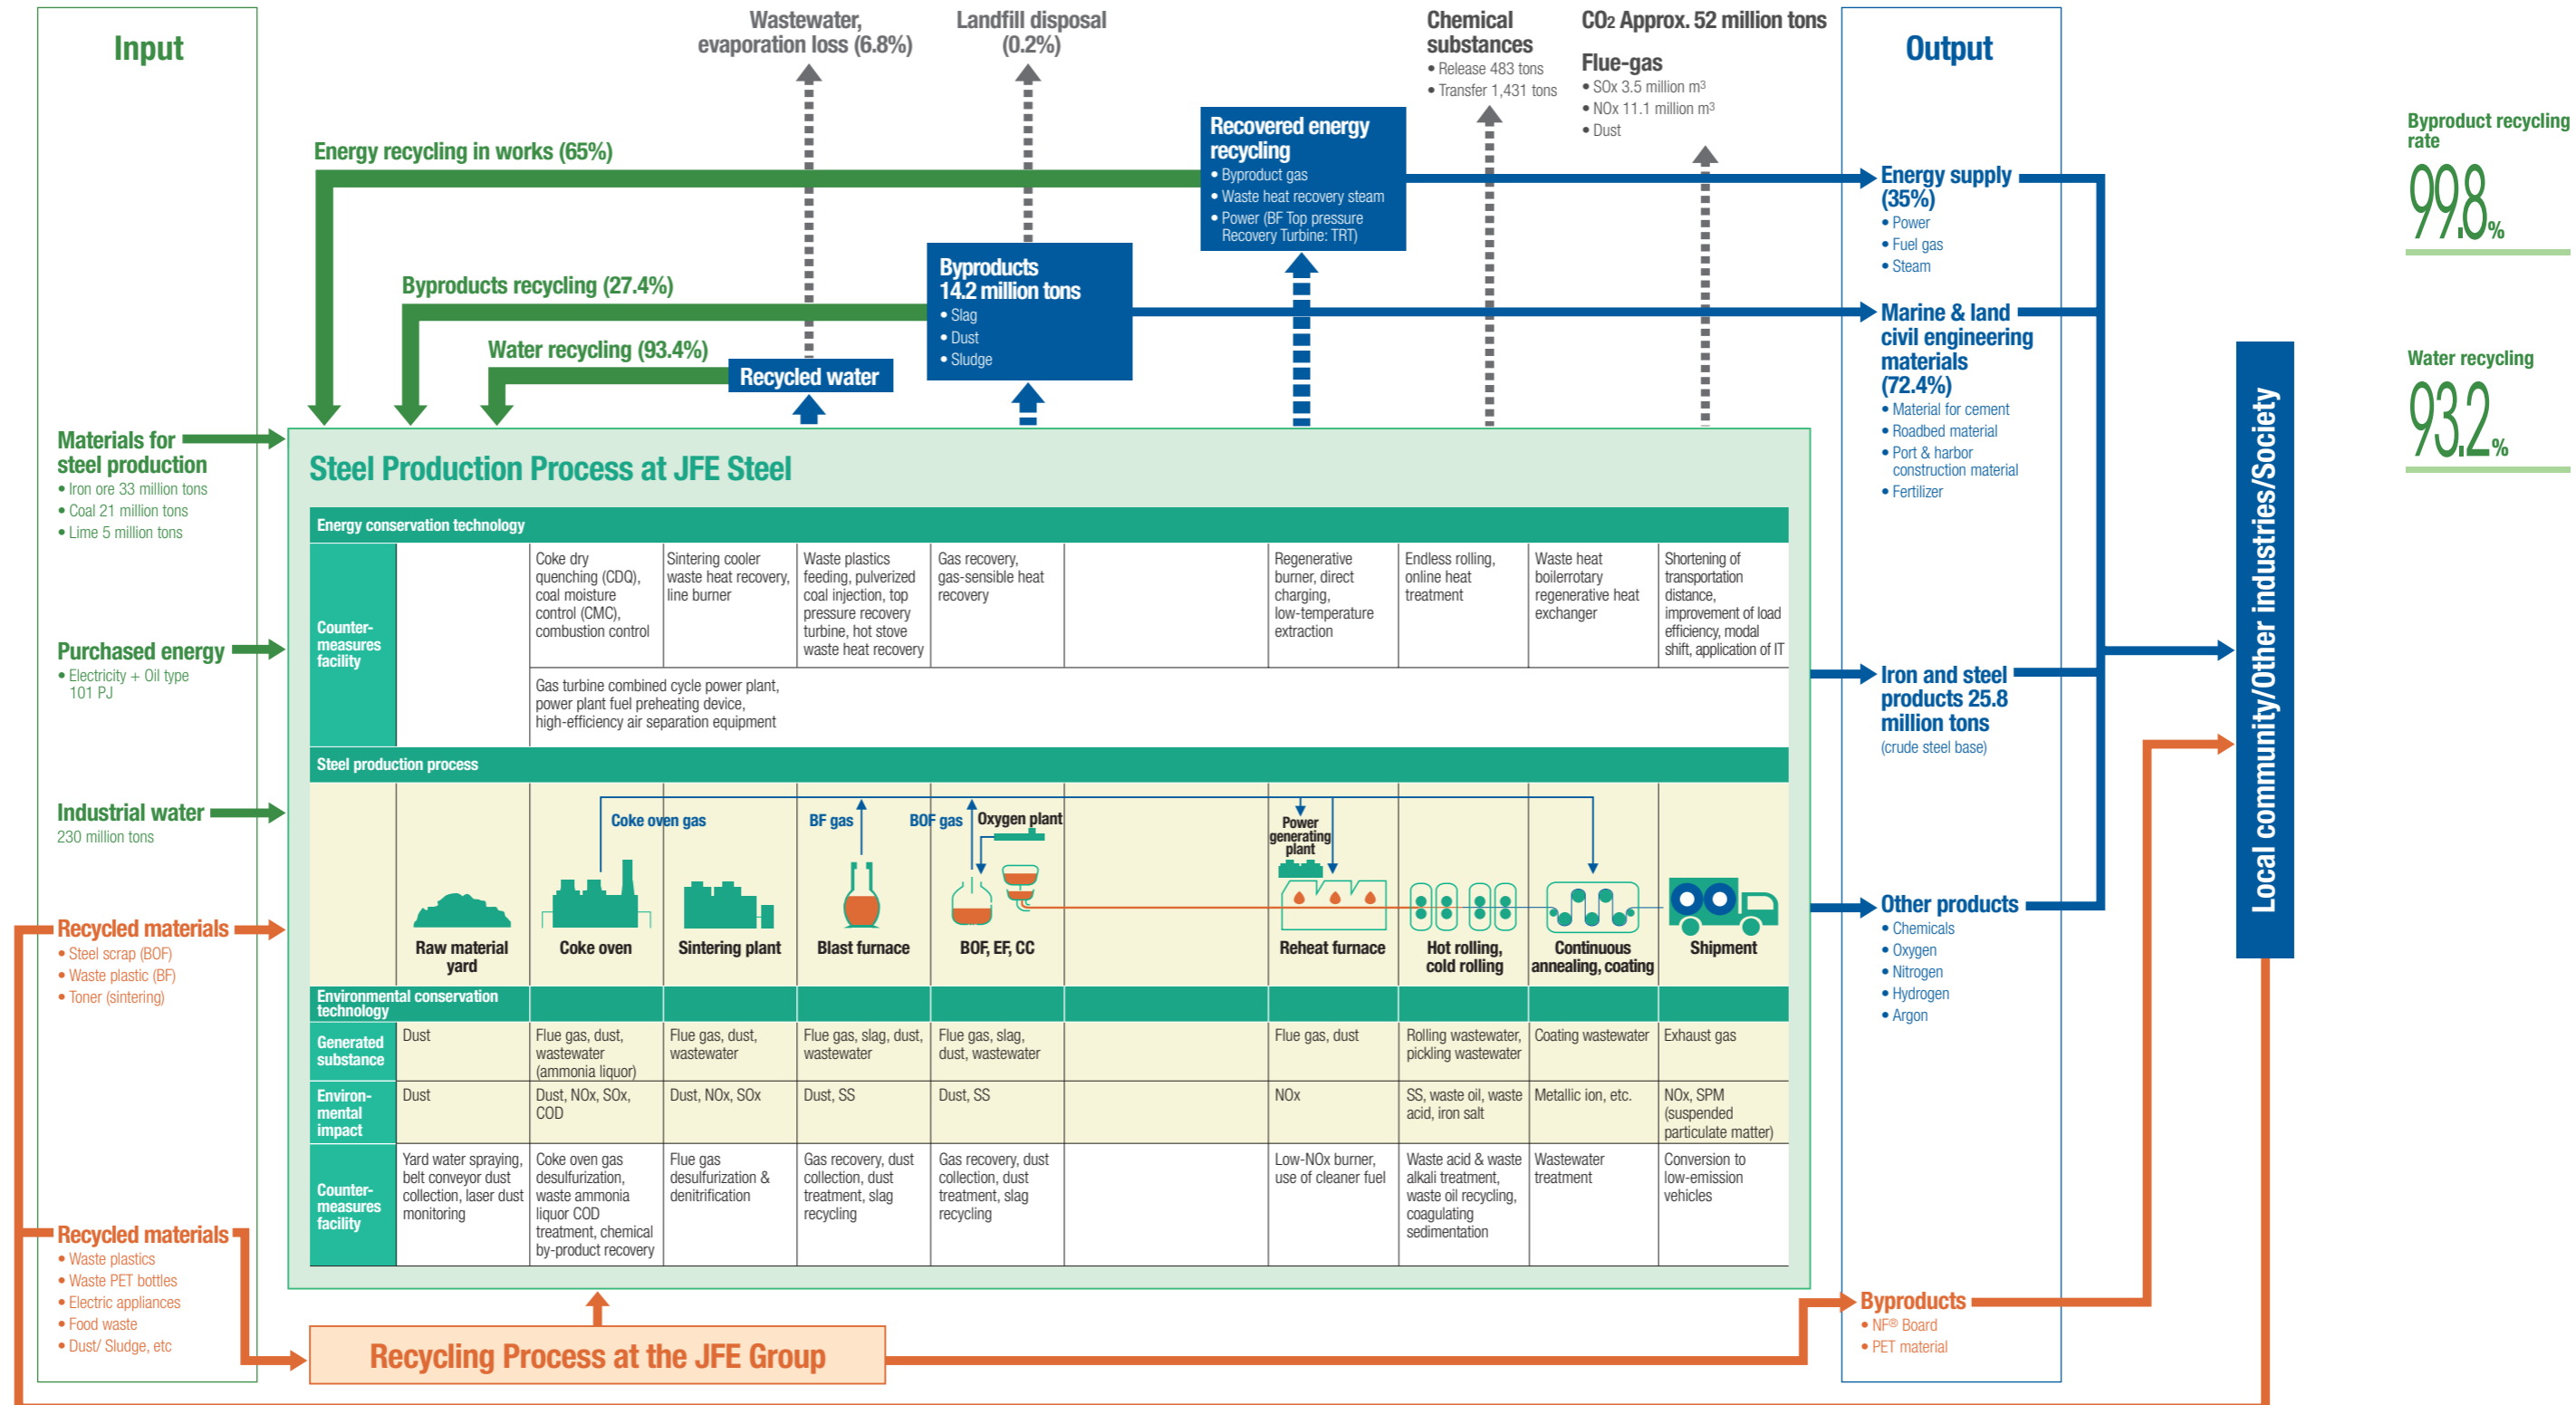 Input
Wastewater,
evaporation loss (6.8%)
Landfill disposal
(0.2%)
Chemical
substances
• Release 483 tons
• Transfer 1,431 tons
CO2 Approx. 52 million tons
Flue-gas
• SOx 3.5 million m3
• NOx 11.1 million m3
• Dust
Output
Byproduct recycling
rate
99.8%
Water recycling
93.2%
Energy recycling in works (65%)
Recovered energy
recycling
• Byproduct gas
• Waste heat recovery steam
• Power (BF Top pressure
Recovery Turbine: TRT)
Byproducts recycling (27.4%)
Byproducts
14.2 million tons
• Slag
• Dust
• Sludge
Water recycling (93.4%)
Recycled water
Energy supply
(35%)
• Power
• Fuel gas
• Steam
Marine & land
civil engineering
materials
(72.4%)
• Material for cement
• Roadbed material
• Port & harbor
construction material
• Fertilizer
Iron and steel
products 25.8
million tons
(crude steel base)
Other products
• Chemicals
• Oxygen
• Nitrogen
• Hydrogen
• Argon
Byproducts
• NF® Board
• PET material
Local community/Other industries/Society
Materials for
steel production
• Iron ore 33 million tons
• Coal 21 million tons
• Lime 5 million tons
Purchased energy
• Electricity + Oil type
101 PJ
Industrial water
230 million tons
Recycled materials
• Steel scrap (BOF)
• Waste plastic (BF)
• Toner (sintering)
Recycled materials
• Waste plastics
• Waste PET bottles
• Electric appliances
• Food waste
• Dust/ Sludge, etc
Steel Production Process at JFE Steel
Energy conservation technology
Counter-
measures
facility
Coke dry
quenching (CDQ),
coal moisture
control (CMC),
combustion control
Sintering cooler
waste heat recovery,
line burner
Waste plastics
feeding, pulverized
coal injection, top
pressure recovery
turbine, hot stove
waste heat recovery
Gas recovery,
gas-sensible heat
recovery
Regenerative
burner, direct
charging,
low-temperature
extraction
Endless rolling,
online heat
treatment
Waste heat
boilerrotary
regenerative heat
exchanger
Shortening of
transportation
distance,
improvement of load
efficiency, modal
shift, application of IT
Gas turbine combined cycle power plant,
power plant fuel preheating device,
high-efficiency air separation equipment
Steel production process
Coke oven gas
BF gas
BOF gas
Oxygen plant
Power
generating
plant
Raw material
yard
Coke oven
Sintering plant
Blast furnace
BOF, EF, CC
Reheat furnace
Hot rolling,
cold rolling
Continuous
annealing, coating
Shipment
Environmental conservation
technology
Generated
substance
Dust
Flue gas, dust,
wastewater
(ammonia liquor)
Flue gas, dust,
wastewater
Flue gas, slag, dust,
wastewater
Flue gas, slag,
dust, wastewater
Flue gas, dust
Rolling wastewater,
pickling wastewater
Coating wastewater
Exhaust gas
Environ-
mental
impact
Dust
Dust, NOx, SOx,
COD
Dust, NOx, SOx
Dust, SS
Dust, SS
NOx
SS, waste oil, waste
acid, iron salt
Metallic ion, etc.
NOx, SPM
(suspended
particulate matter)
Counter-
measures
facility
Yard water spraying,
belt conveyor dust
collection, laser dust
monitoring
Coke oven gas
desulfurization,
waste ammonia
liquor COD
treatment, chemical
by-product recovery
Flue gas
desulfurization &
denitrification
Gas recovery, dust
collection, dust
treatment, slag
recycling
Gas recovery, dust
collection, dust
treatment, slag
recycling
Low-NOx burner,
use of cleaner fuel
Waste acid & waste
alkali treatment,
waste oil recycling,
coagulating
sedimentation
Wastewater
treatment
Conversion to
low-emission
vehicles
Recycling Process at the JFE Group